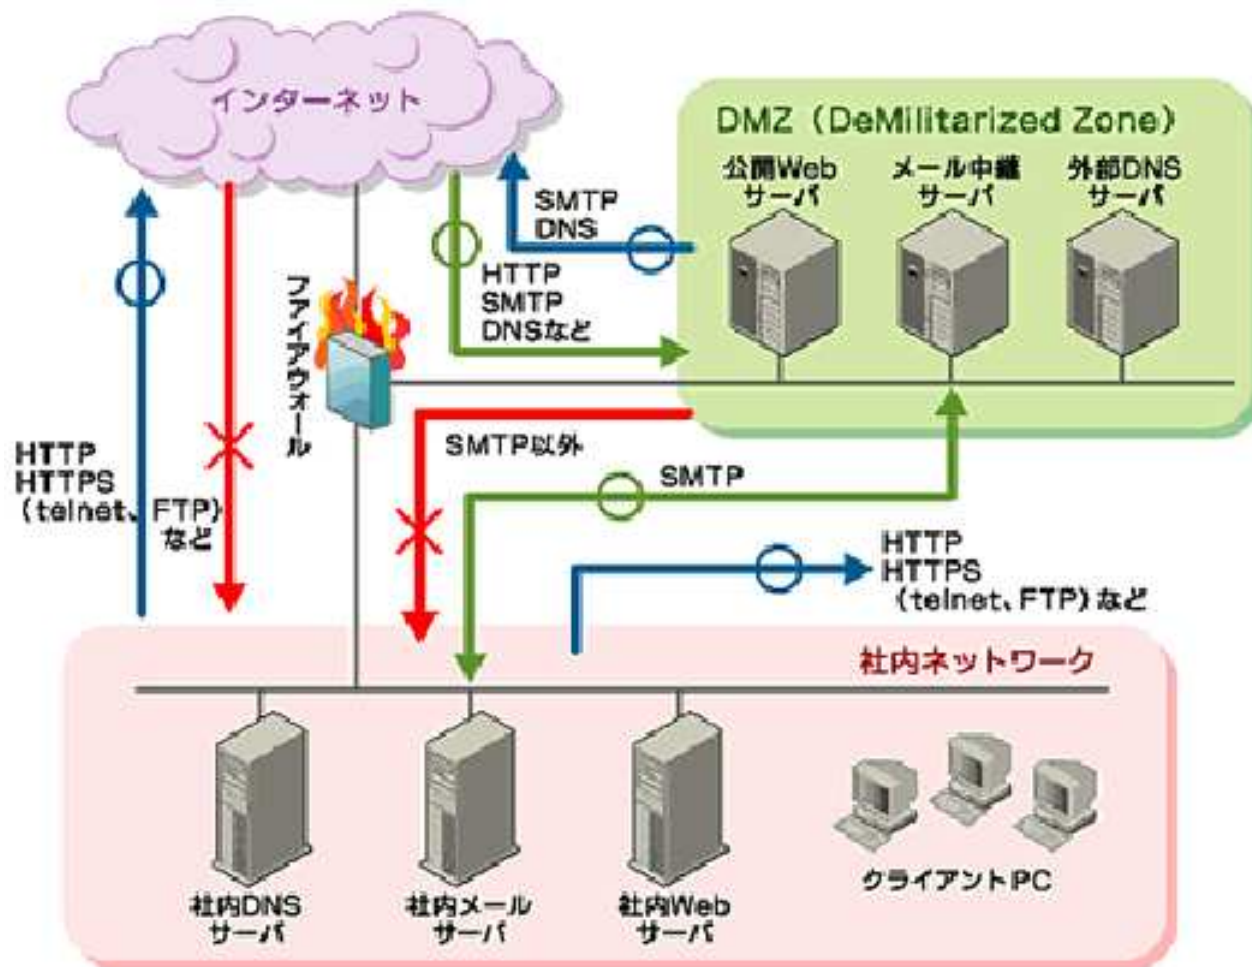 インターネット
DMZ（DeMilitarized Zone）
公開Web
サーバ
メール中継
サーバ
外部DNS
サーバ
SMTP
DNS
HTTP
SMTP
DNSなど
ファイアウォール
SMTP以外
SMTP
HTTP
HTTPS
（telnet、FTP）
など
HTTP
HTTPS
（telnet、FTP）など
社内ネットワーク
社内DNS
サーバ
社内メール
サーバ
社内Web
サーバ
クライアントPC